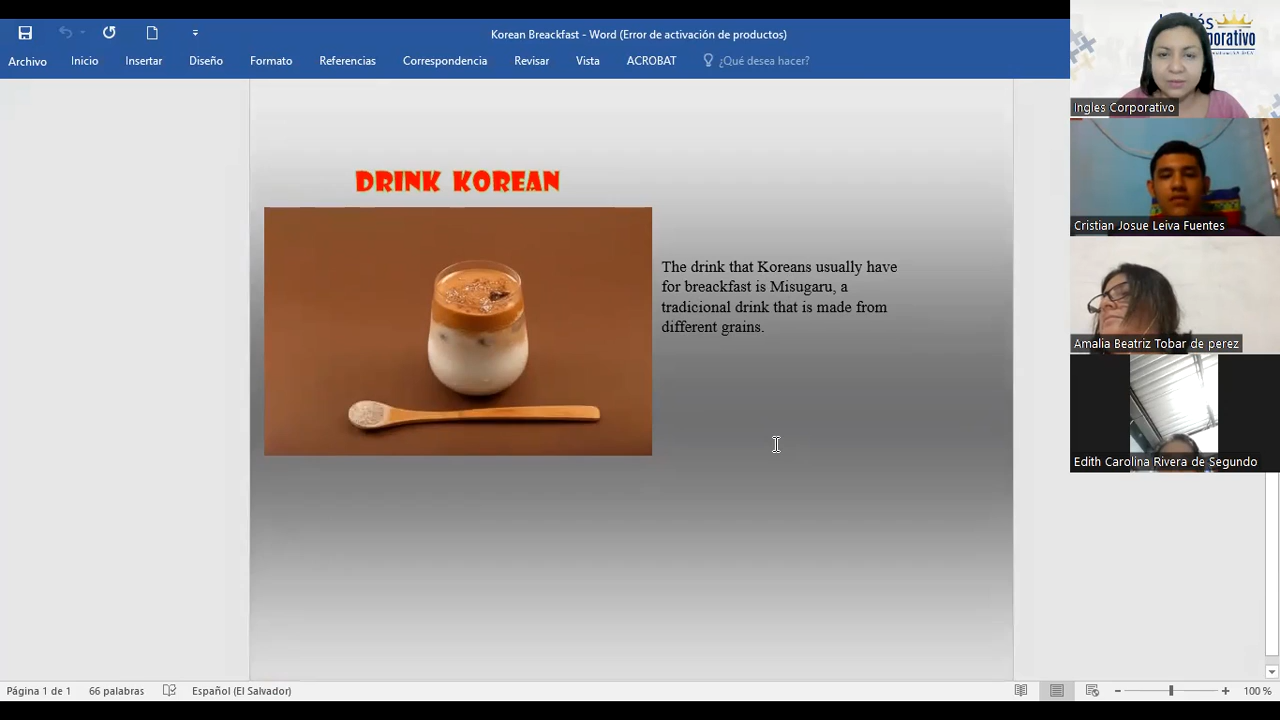 Korean Breackfast - Word (Error de activación de productos)
Archivo Inicio Insertar Diseño Formato Referencias Correspondencia Revisar Vista ACROBAT ¿Qué desea hacer?
DRINK KOREAN
The drink that Koreans usually have
for breackfast is Misugaru, a
tradicional drink that is made from
different grains.
Ingles Corporativo
Cristian Josue Leiva Fuentes
Amalia Beatriz Tobar de perez
Edith Carolina Rivera de Segundo
Página 1 de 1 66 palabras Español (El Salvador) 100 %